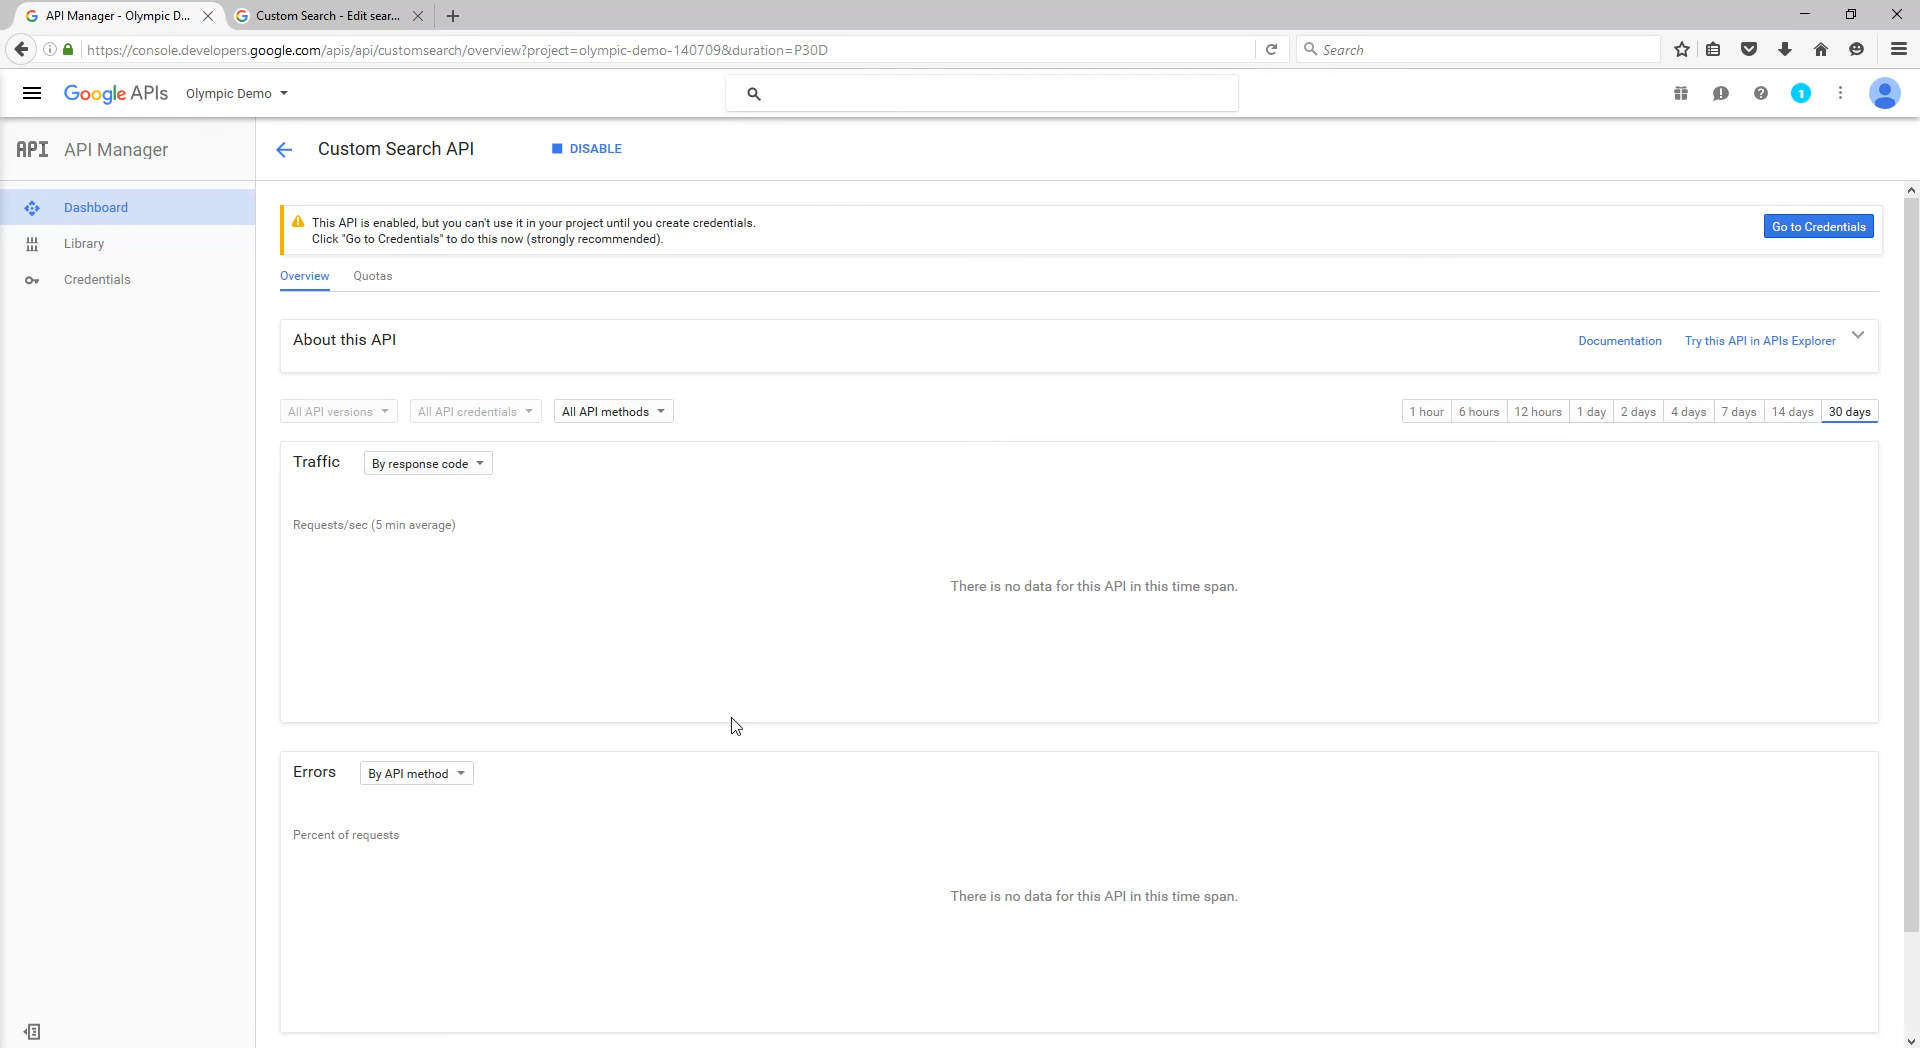 API Manager - Olympic D...
Custom Search - Edit sear...
https://console.developers.google.com/apis/api/customsearch/overview?project=olympic-demo-140709&duration=P30D
Search
Google APIs
Olympic Demo
1
API
API Manager
Custom Search API
DISABLE
Dashboard
Library
Credentials
This API is enabled, but you can't use it in your project until you create credentials.
Click "Go to Credentials" to do this now (strongly recommended).
Go to Credentials
Overview
Quotas
About this API
Documentation
Try this API in APIs Explorer
All API versions
All API credentials
All API methods
1 hour
6 hours
12 hours
1 day
2 days
4 days
7 days
14 days
30 days
Traffic
By response code
Requests/sec (5 min average)
There is no data for this API in this time span.
Errors
By API method
Percent of requests
There is no data for this API in this time span.